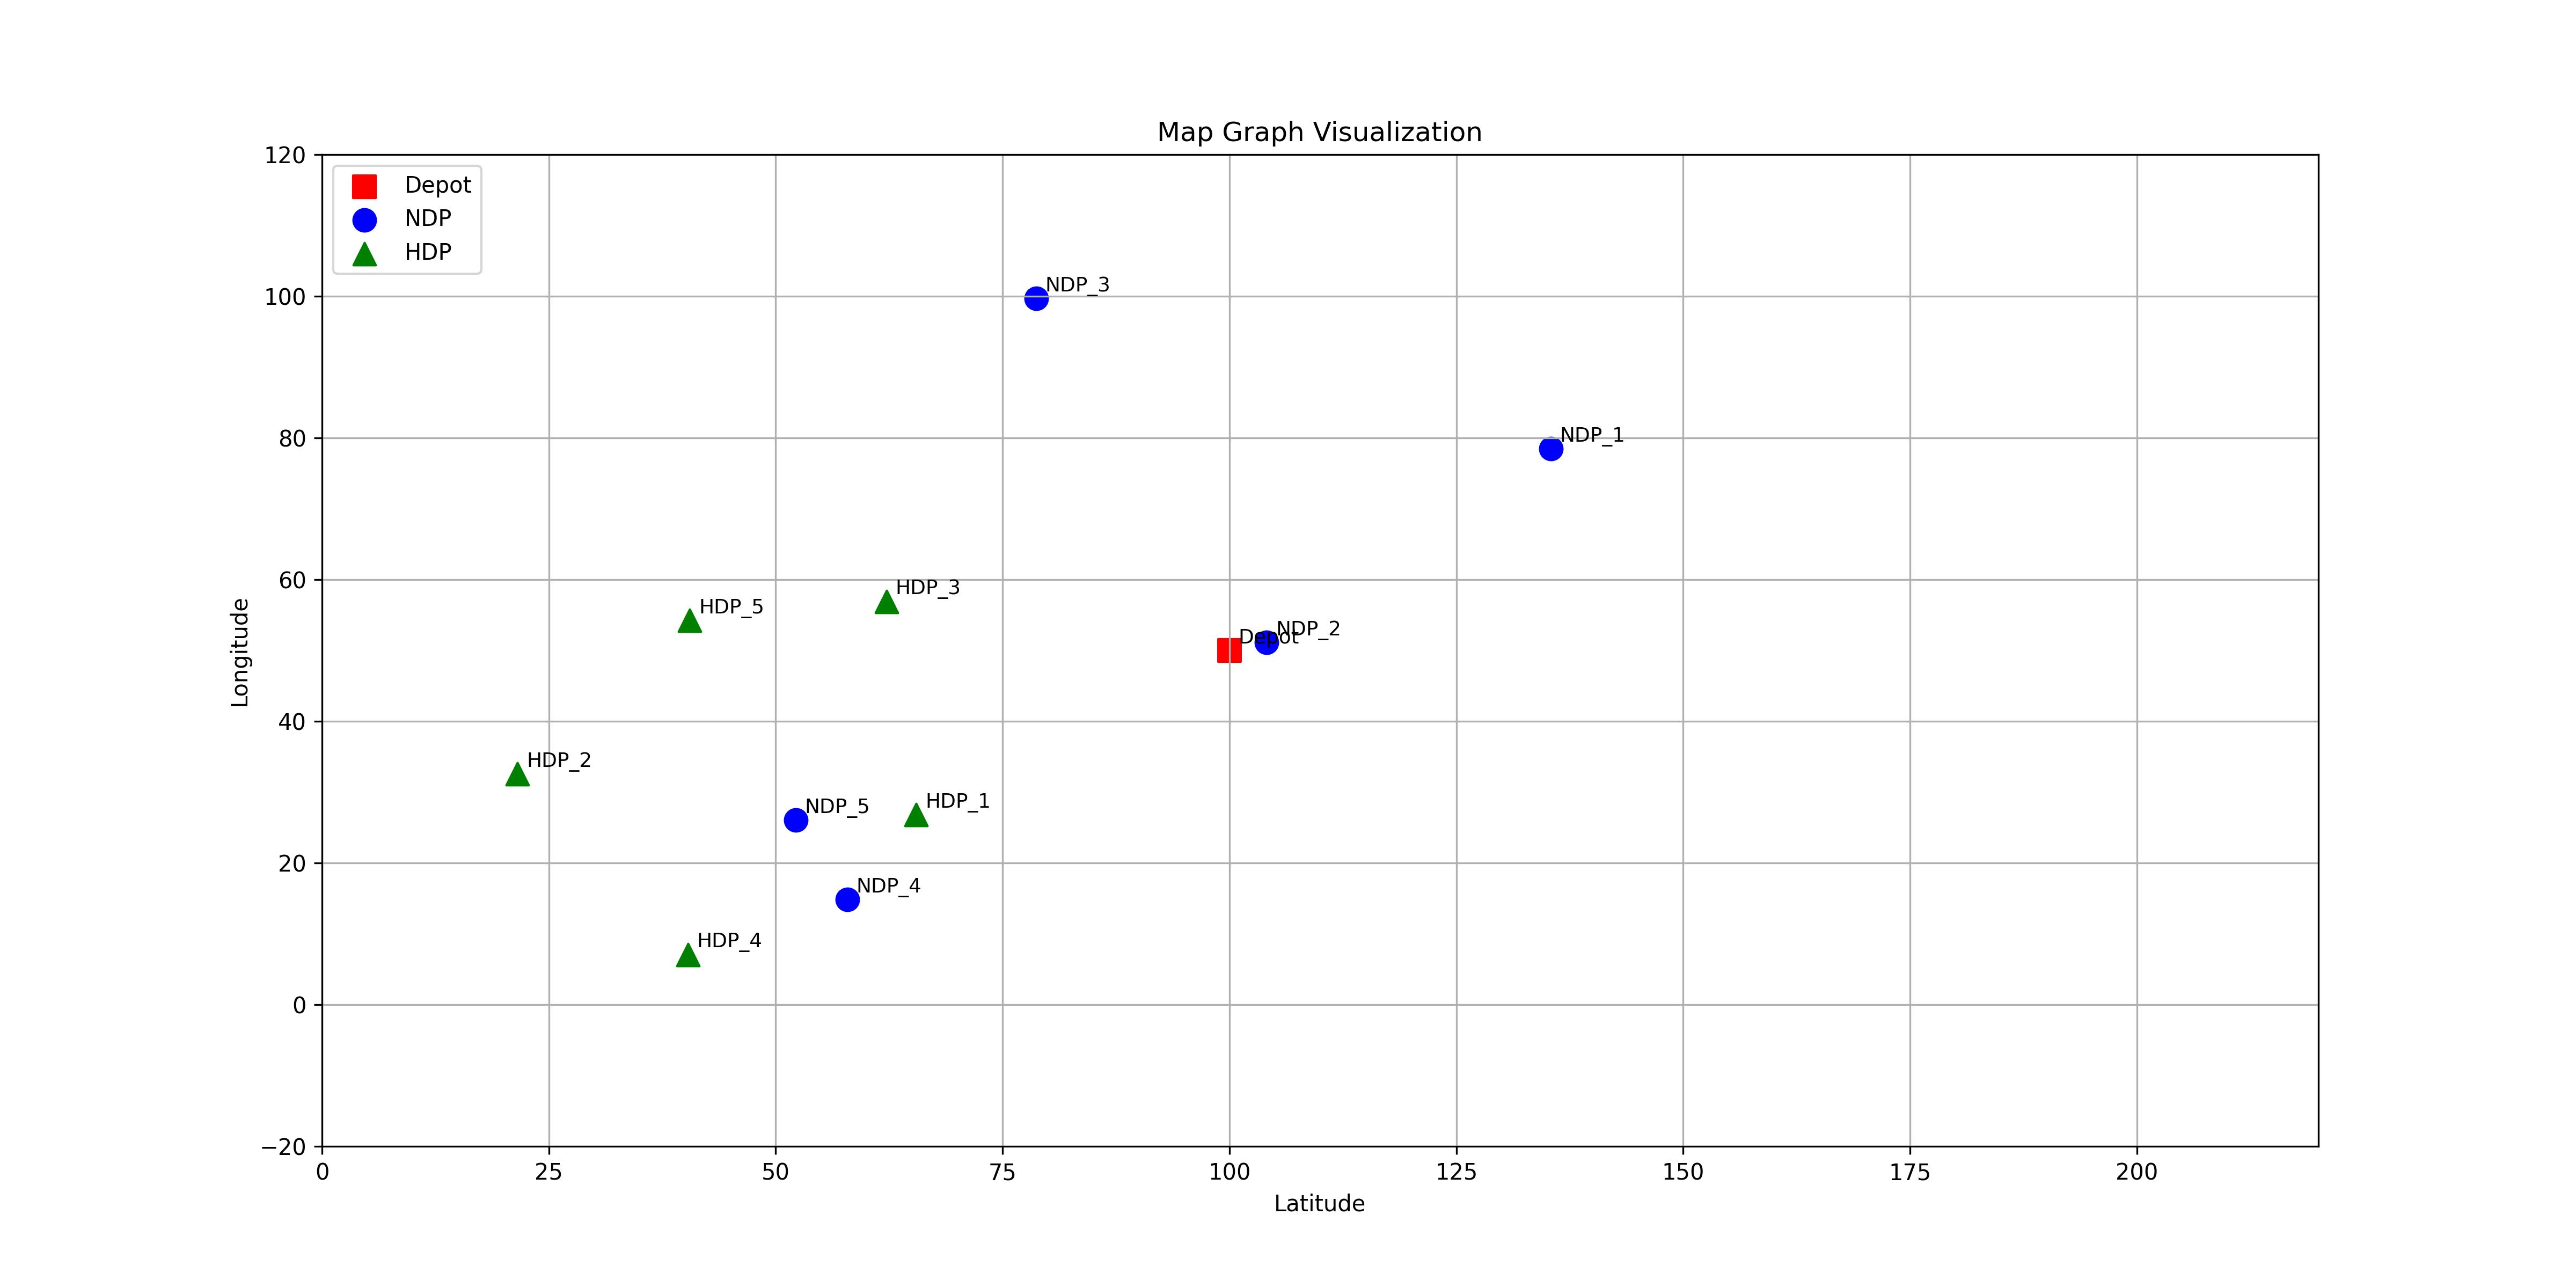 Map Graph Visualization
120
100
80
60
40
20
0
−20
Longitude
Depot
NDP
HDP
NDP_3
NDP_1
HDP_3
HDP_5
NDP_2
Depot
HDP_2
NDP_5
HDP_1
NDP_4
HDP_4
0 25 50 75 100 125 150 175 200
Latitude